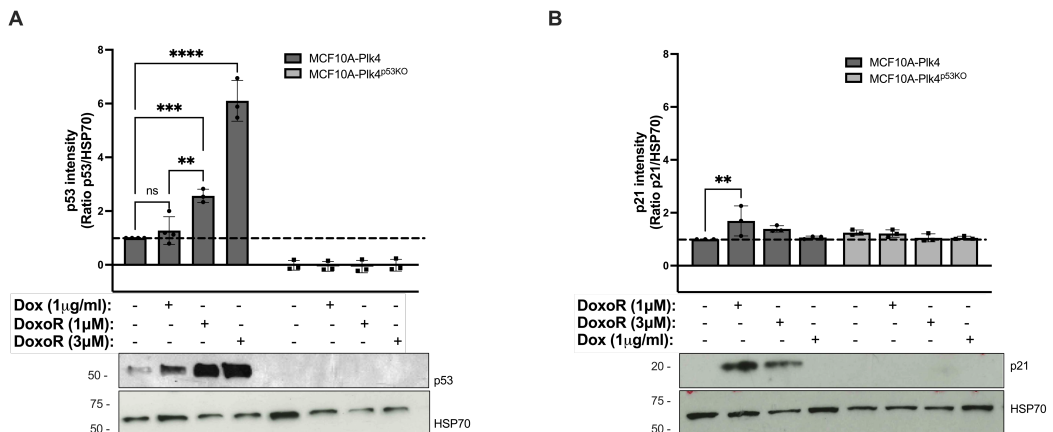 A
****
***
**
ns
MCF10A-Plk4
MCF10A-Plk4p53KO
p53 intensity
(Ratio p53/HSP70)
8
6
4
2
0
Dox (1µg/ml): - + - - - + - -
DoxoR (1µM): - - + - - - + -
DoxoR (3µM): - - - + - - - +
50 -
p53
75 -
50 -
HSP70
B
**
MCF10A-Plk4
MCF10A-Plk4p53KO
p21 intensity
(Ratio p21/HSP70)
8
6
4
2
0
DoxoR (1µM): - + - - - + - -
DoxoR (3µM): - - + - - - + -
Dox (1µg/ml): - - - + - - - +
20 -
p21
75 -
50 -
HSP70